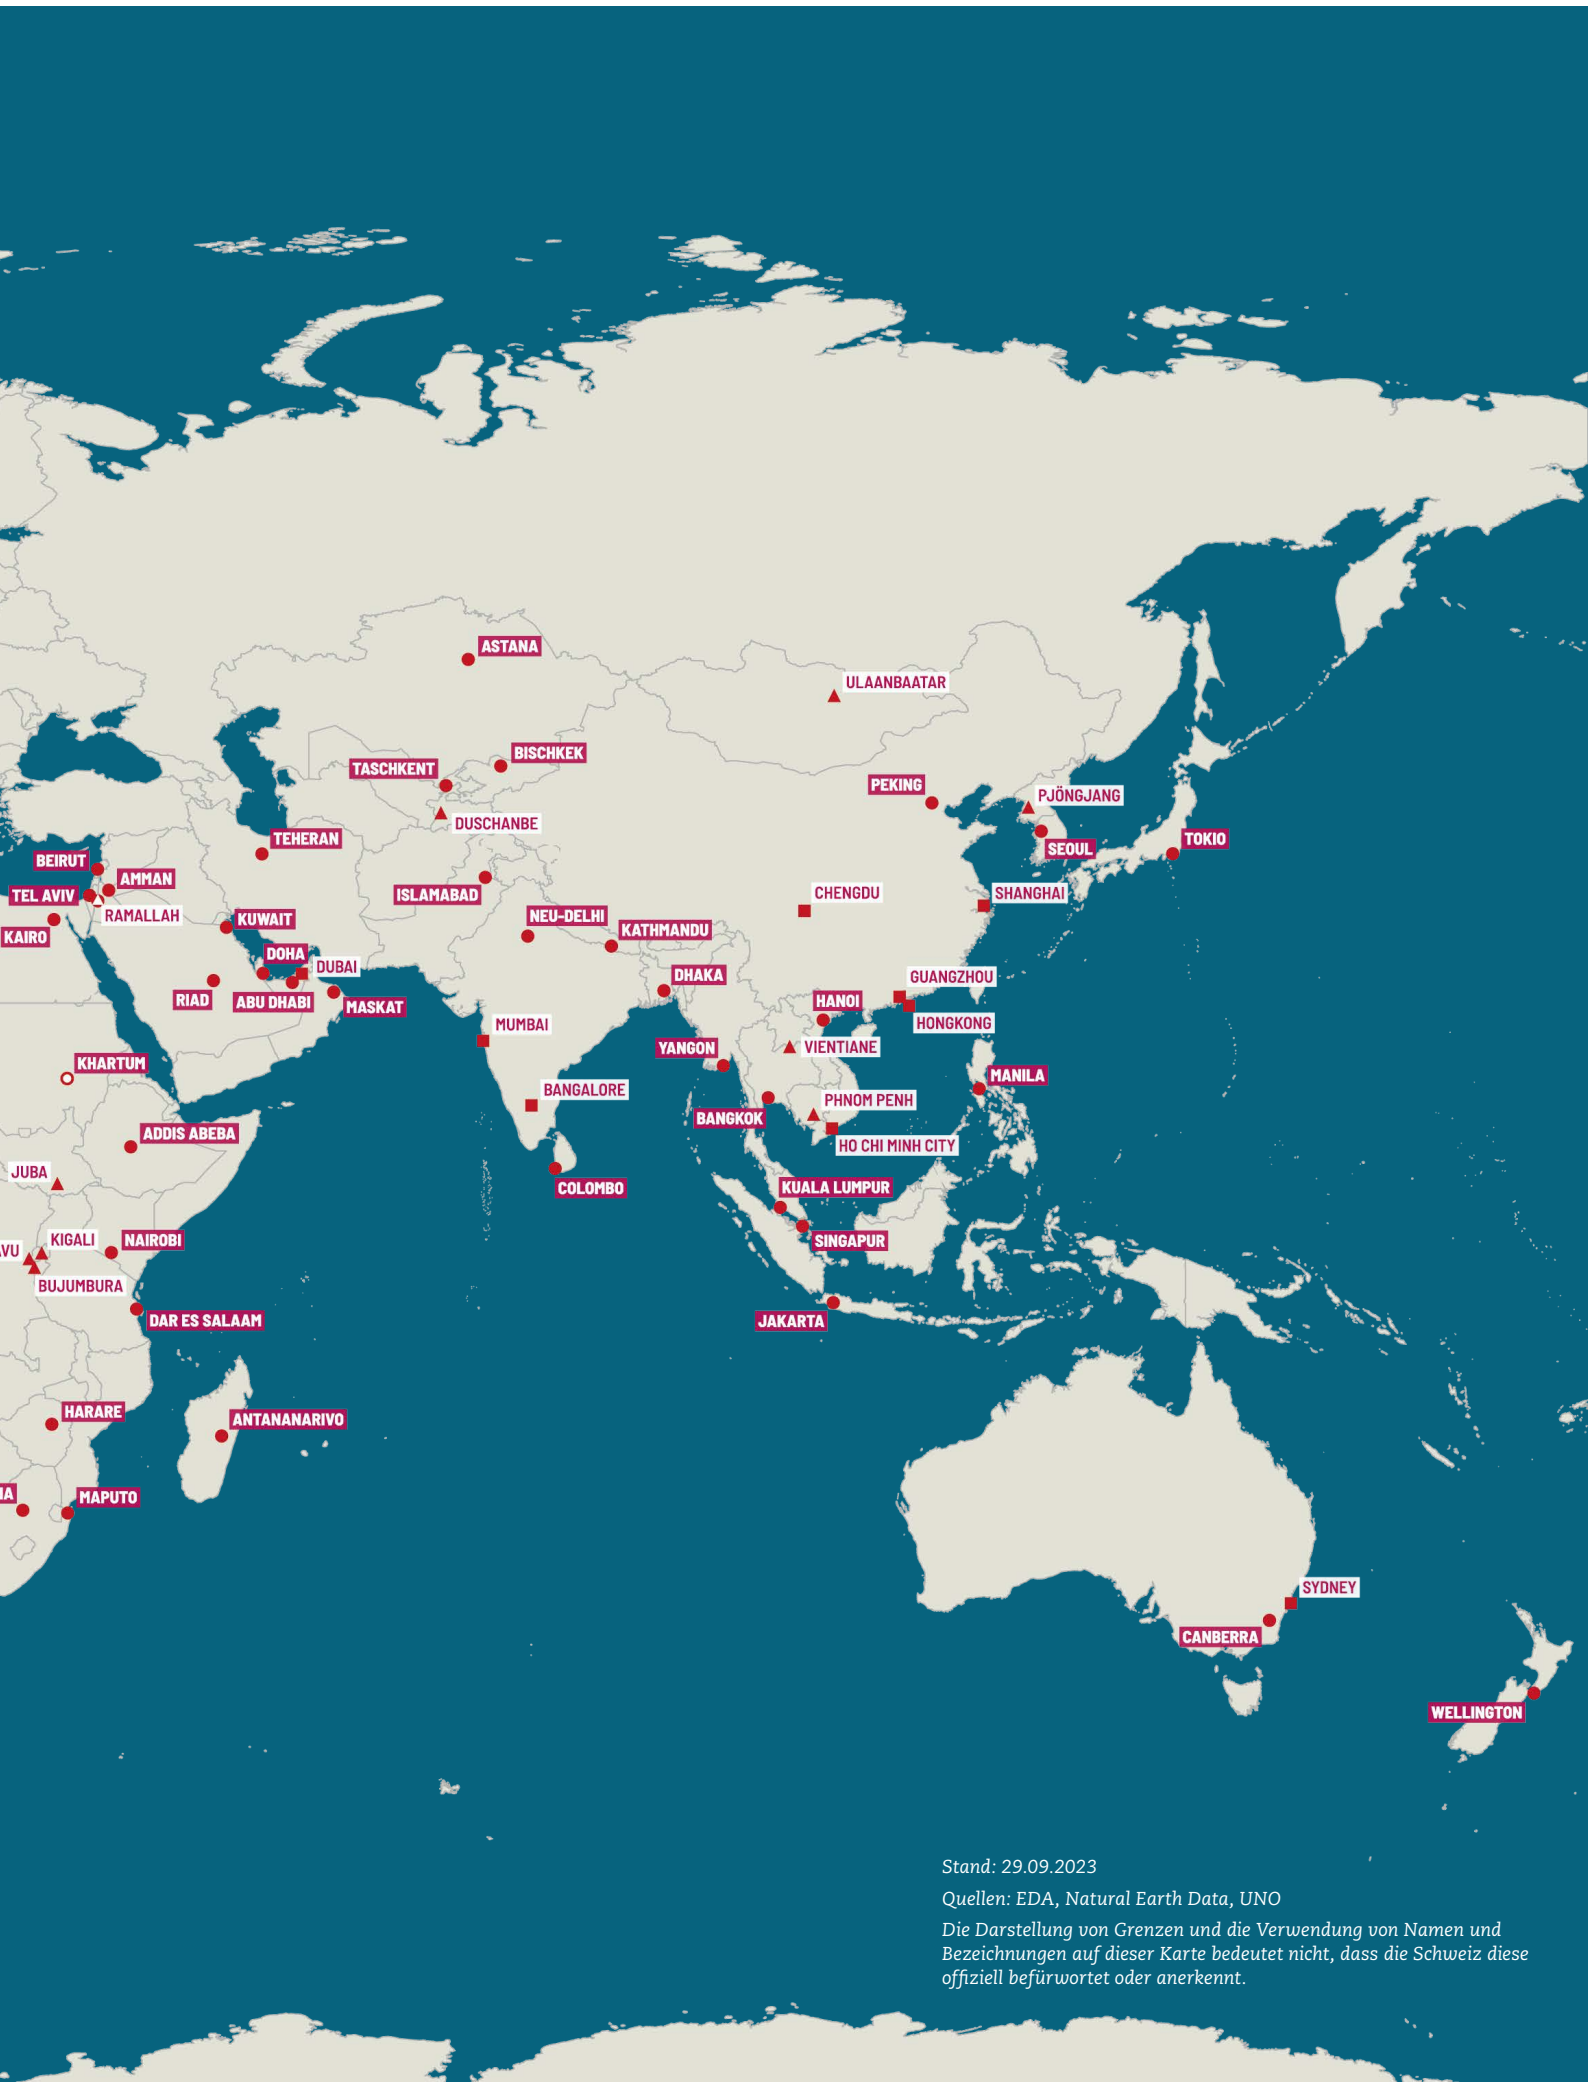 ASTANA
ULAANBAATAR
BISCHKEK
TASCHKENT
PEKING
PJÖNGJANG
DUSCHANBE
TEHERAN
TOKIO
SEOUL
BEIRUT
AMMAN
TEL AVIV
ISLAMABAD
CHENGDU
SHANGHAI
RAMALLAH
KUWAIT
NEU-DELHI
KATHMANDU
KAIRO
DOHA
DUBAI
DHAKA
GUANGZHOU
RIAD
ABU DHABI
MASKAT
HANOI
HONGKONG
MUMBAI
YANGON
VIENTIANE
KHARTUM
MANILA
BANGALORE
PHNOM PENH
BANGKOK
ADDIS ABEBA
HO CHI MINH CITY
JUBA
COLOMBO
KUALA LUMPUR
VU
KIGALI
NAIROBI
SINGAPUR
BUJUMBURA
DAR ES SALAAM
JAKARTA
HARARE
ANTANANARIVO
IA
MAPUTO
SYDNEY
CANBERRA
WELLINGTON
Stand: 29.09.2023
Quellen: EDA, Natural Earth Data, UNO
Die Darstellung von Grenzen und die Verwendung von Namen und
Bezeichnungen auf dieser Karte bedeutet nicht, dass die Schweiz diese
offiziell befürwortet oder anerkennt.